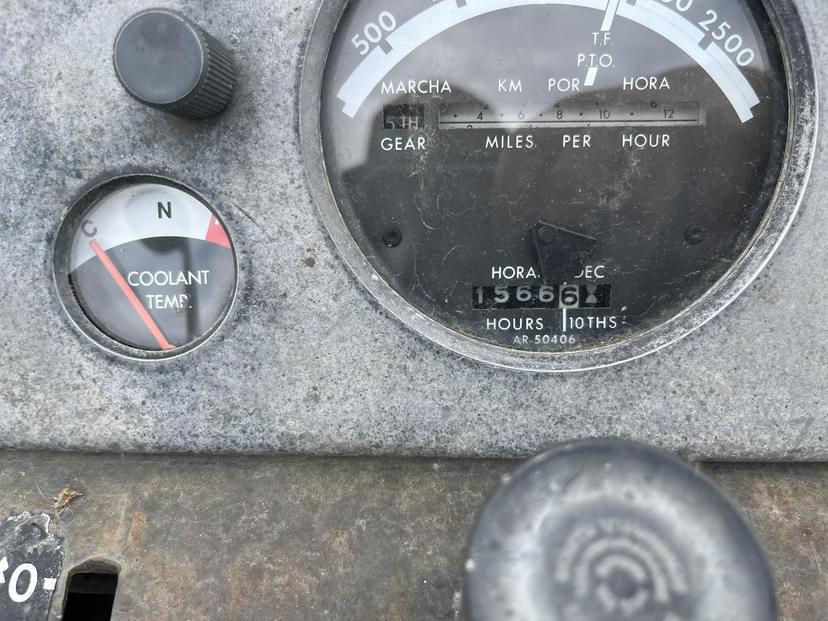 500
2500
T.F.
P.T.O.
MARCHA KM POR HORA
5TH
4 6 8 10 12
GEAR MILES PER HOUR
N
C
COOLANT
TEMP.
DEC
15666
HOURS 10THS
AR 50406